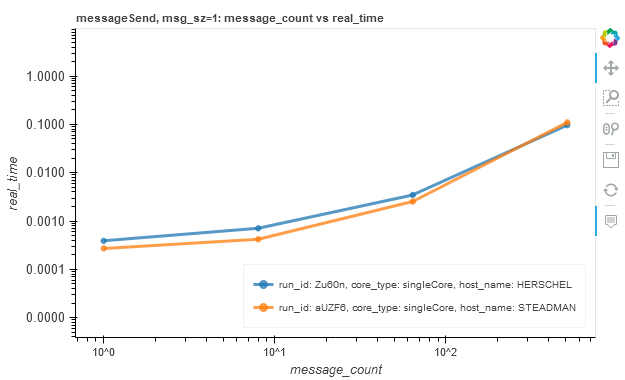 messageSend, msg_sz=1: message_count vs real_time
1.0000
0.1000
0.0100
0.0010
0.0001
0.0000
real_time
run_id: Zu60n, core_type: singleCore, host_name: HERSCHEL
run_id: aUZF6, core_type: singleCore, host_name: STEADMAN
10^0
10^1
10^2
message_count